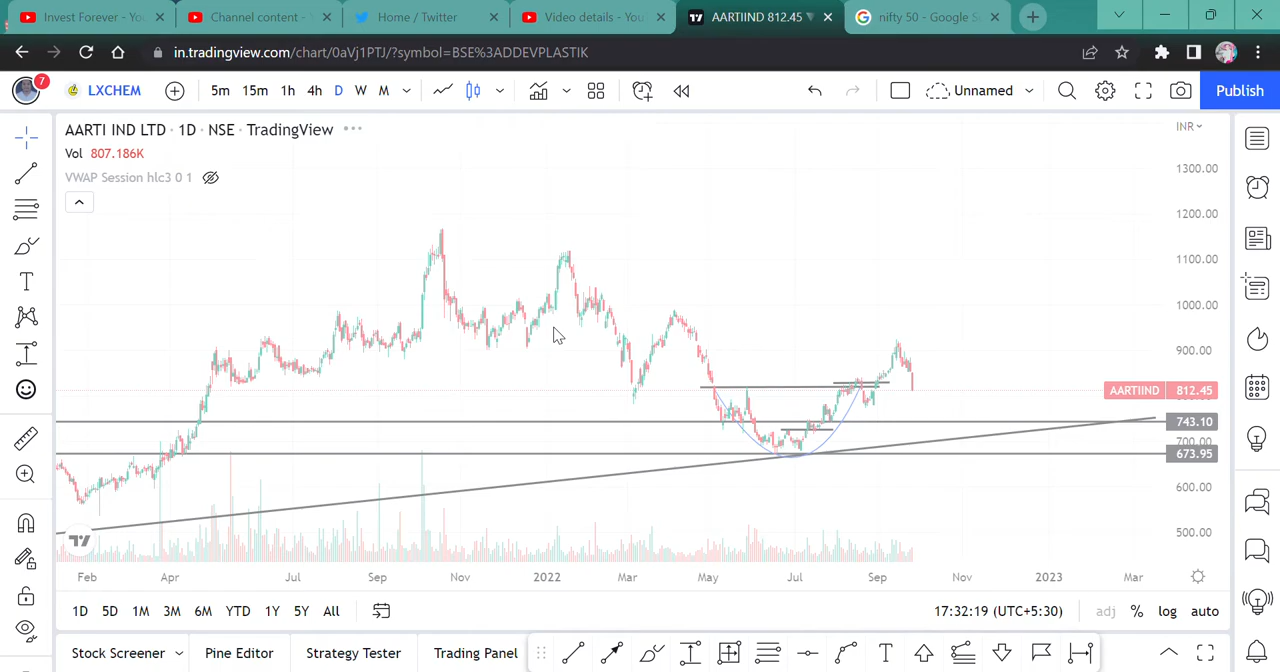 Invest Forever - Yo
Channel content -
Home / Twitter
Video details - You
AARTIIND 812.45
nifty 50 - Google S
in.tradingview.com/chart/0aVj1PTJ/?symbol=BSE%3ADDEVPLASTIK
7
LXCHEM
5m 15m 1h 4h D W M
Unnamed
Publish
AARTI IND LTD · 1D · NSE · TradingView
INR
Vol 807.186K
VWAP Session hlc3 0 1
1300.00
1200.00
1100.00
1000.00
900.00
AARTIIND 812.45
743.10
700.00
673.95
600.00
500.00
Feb Apr Jul Sep Nov 2022 Mar May Jul Sep Nov 2023 Mar
1D 5D 1M 3M 6M YTD 1Y 5Y All
17:32:19 (UTC+5:30)
adj % log auto
Stock Screener
Pine Editor
Strategy Tester
Trading Panel